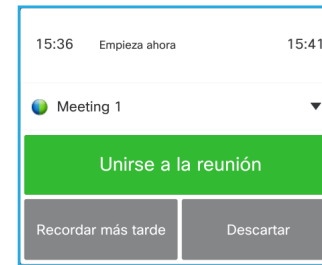 15:36 Empieza ahora 15:41
Meeting 1
Unirse a la reunión
Recordar más tarde Descartar